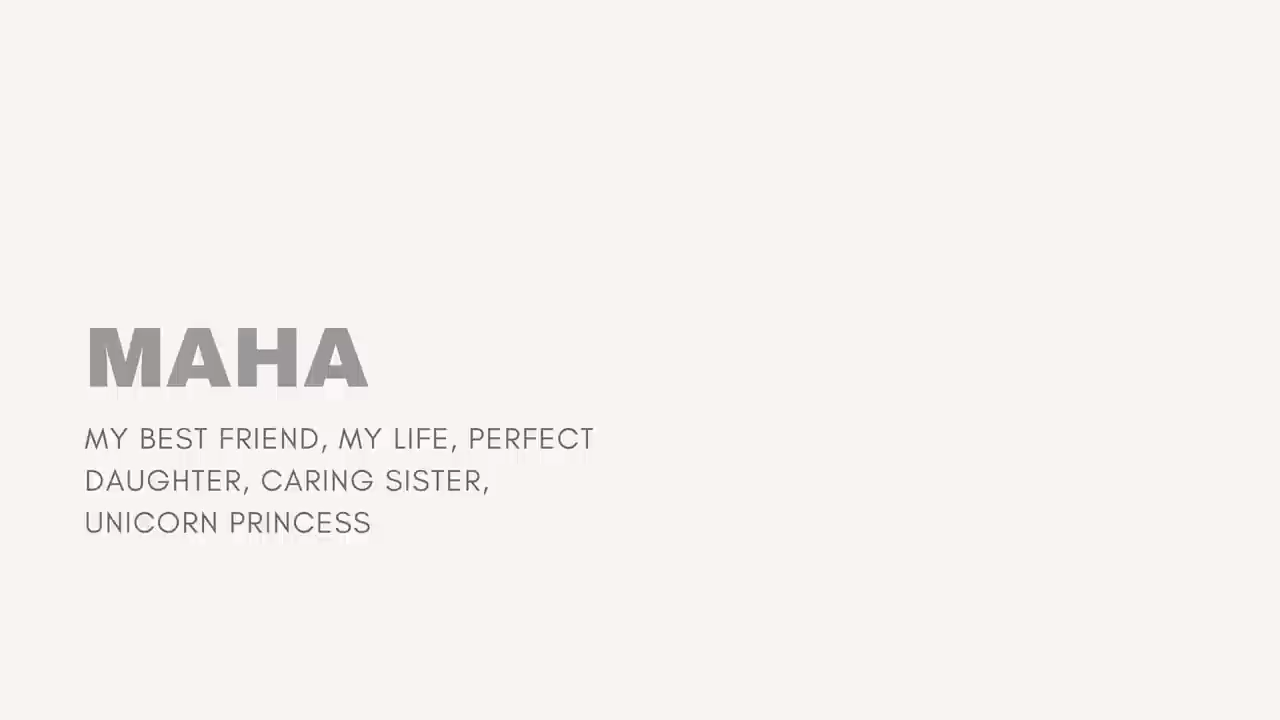 MAHA
MY BEST FRIEND, MY LIFE, PERFECT
DAUGHTER, CARING SISTER,
UNICORN PRINCESS